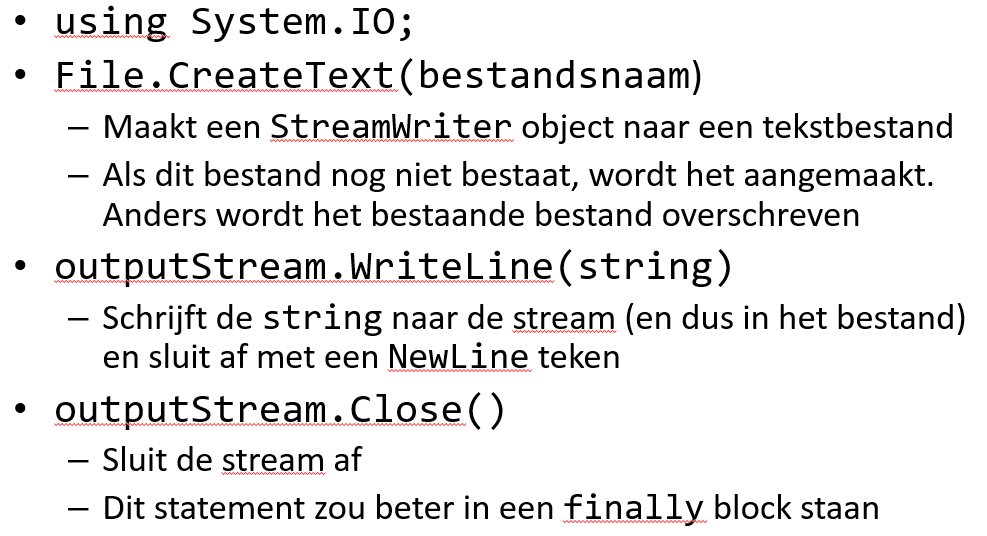 • using System.IO;
• File.CreateText(bestandsnaam)
– Maakt een StreamWriter object naar een tekstbestand
– Als dit bestand nog niet bestaat, wordt het aangemaakt.
Anders wordt het bestaande bestand overschreven
• outputStream.WriteLine(string)
– Schrijft de string naar de stream (en dus in het bestand)
en sluit af met een NewLine teken
• outputStream.Close()
– Sluit de stream af
– Dit statement zou beter in een finally block staan